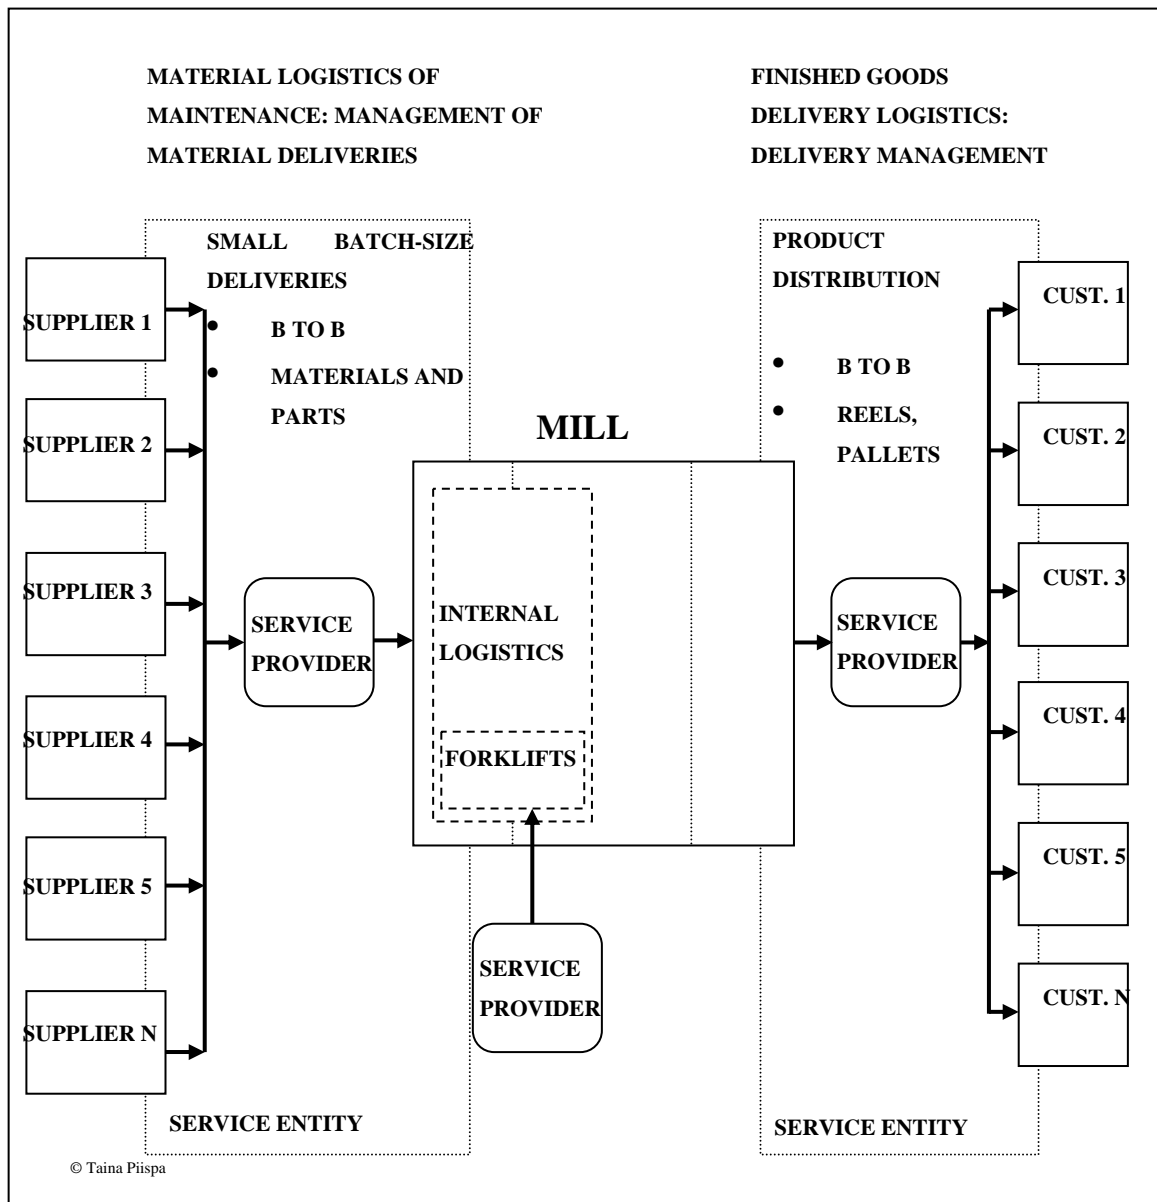 MATERIAL LOGISTICS OF
MAINTENANCE: MANAGEMENT OF
MATERIAL DELIVERIES
FINISHED GOODS
DELIVERY LOGISTICS:
DELIVERY MANAGEMENT
SMALL BATCH-SIZE
DELIVERIES
• B TO B
• MATERIALS AND
PARTS
SUPPLIER 1
SUPPLIER 2
SUPPLIER 3
SUPPLIER 4
SUPPLIER 5
SUPPLIER N
SERVICE
PROVIDER
SERVICE ENTITY
MILL
INTERNAL
LOGISTICS
FORKLIFTS
SERVICE
PROVIDER
PRODUCT
DISTRIBUTION
• B TO B
• REELS,
PALLETS
SERVICE
PROVIDER
CUST. 1
CUST. 2
CUST. 3
CUST. 4
CUST. 5
CUST. N
SERVICE ENTITY
© Taina Piispa